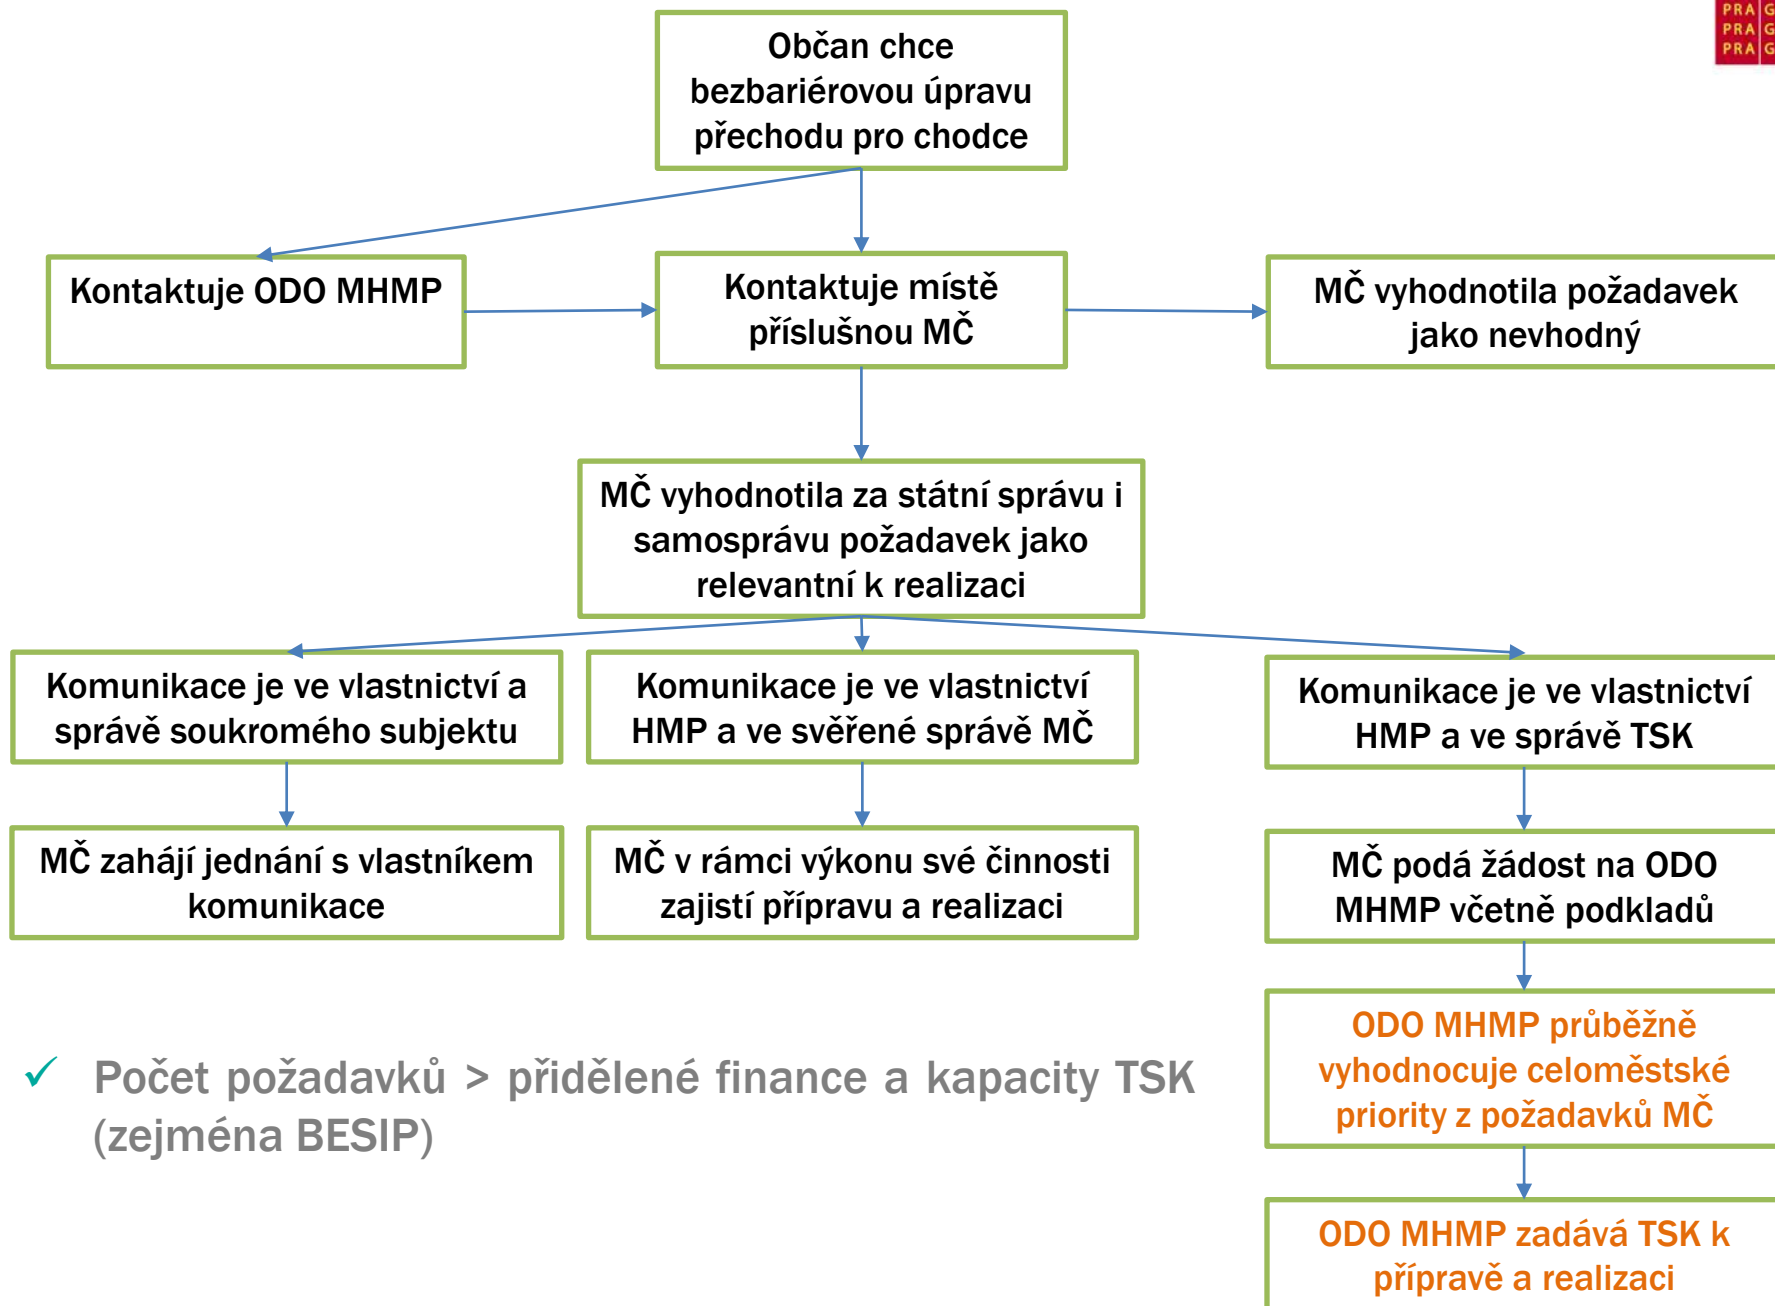 PRA G
PRA G
PRA G
Občan chce
bezbariérovou úpravu
přechodu pro chodce
Kontaktuje ODO MHMP
Kontaktuje místě
příslušnou MČ
MČ vyhodnotila požadavek
jako nevhodný
MČ vyhodnotila za státní správu i
samosprávu požadavek jako
relevantní k realizaci
Komunikace je ve vlastnictví a
správě soukromého subjektu
Komunikace je ve vlastnictví
HMP a ve svěřené správě MČ
Komunikace je ve vlastnictví
HMP a ve správě TSK
MČ zahájí jednání s vlastníkem
komunikace
MČ v rámci výkonu své činnosti
zajistí přípravu a realizaci
MČ podá žádost na ODO
MHMP včetně podkladů
ODO MHMP průběžně
vyhodnocuje celoměstské
priority z požadavků MČ
✓ Počet požadavků > přidělené finance a kapacity TSK
(zejména BESIP)
ODO MHMP zadává TSK k
přípravě a realizaci